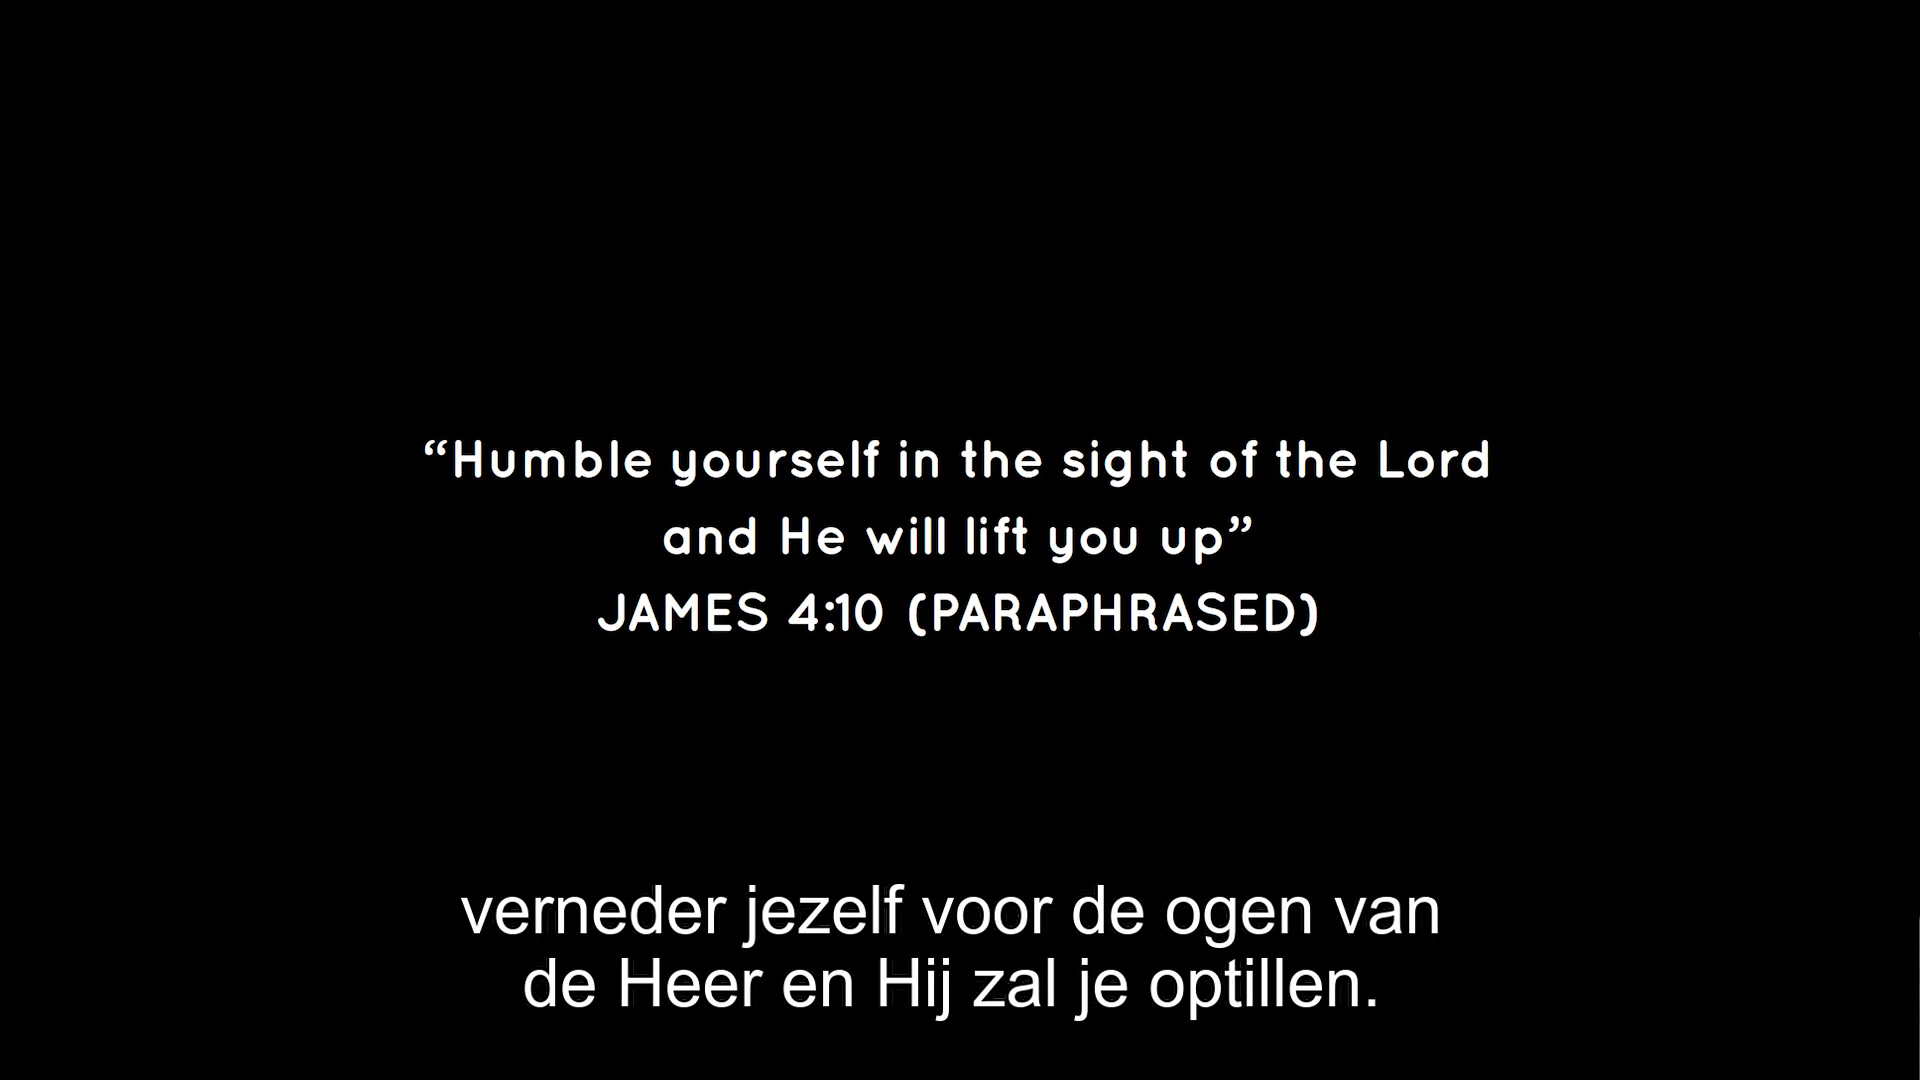 “Humble yourself in the sight of the Lord
and He will lift you up”
JAMES 4:10 (PARAPHRASED)
verneder jezelf voor de ogen van
de Heer en Hij zal je optillen.